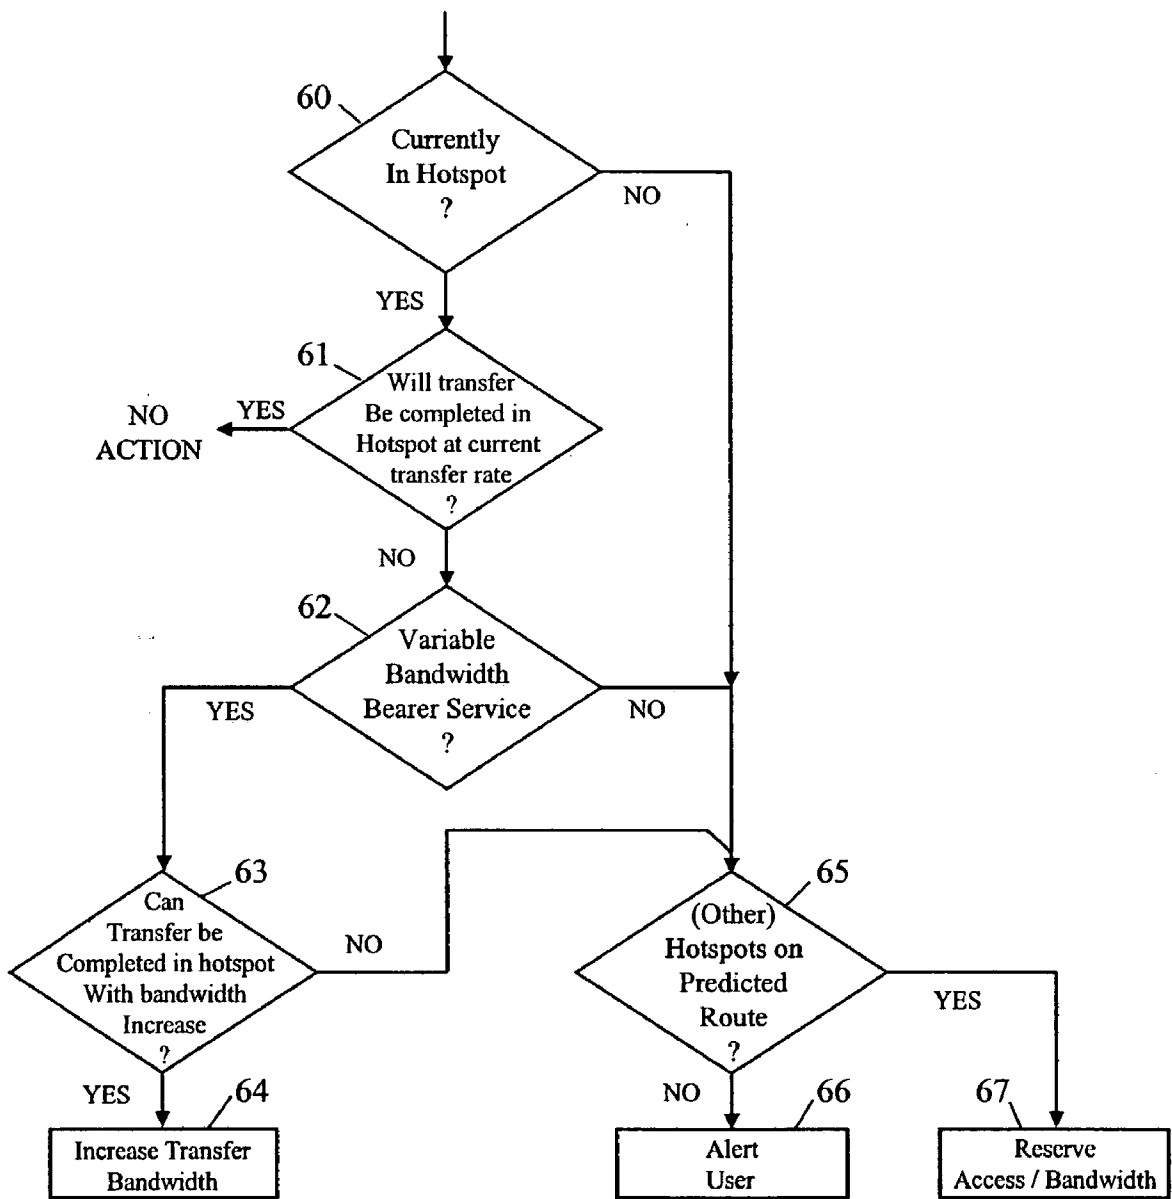 60
Currently
In Hotspot
?
NO
YES
61
Will transfer
Be completed in
Hotspot at current
transfer rate
?
YES
NO
ACTION
NO
62
Variable
Bandwidth
Bearer Service
?
YES
NO
63
Can
Transfer be
Completed in hotspot
With bandwidth
Increase
?
NO
65
(Other)
Hotspots on
Predicted
Route
?
YES
YES
64
Increase Transfer
Bandwidth
NO
66
Alert
User
67
Reserve
Access / Bandwidth